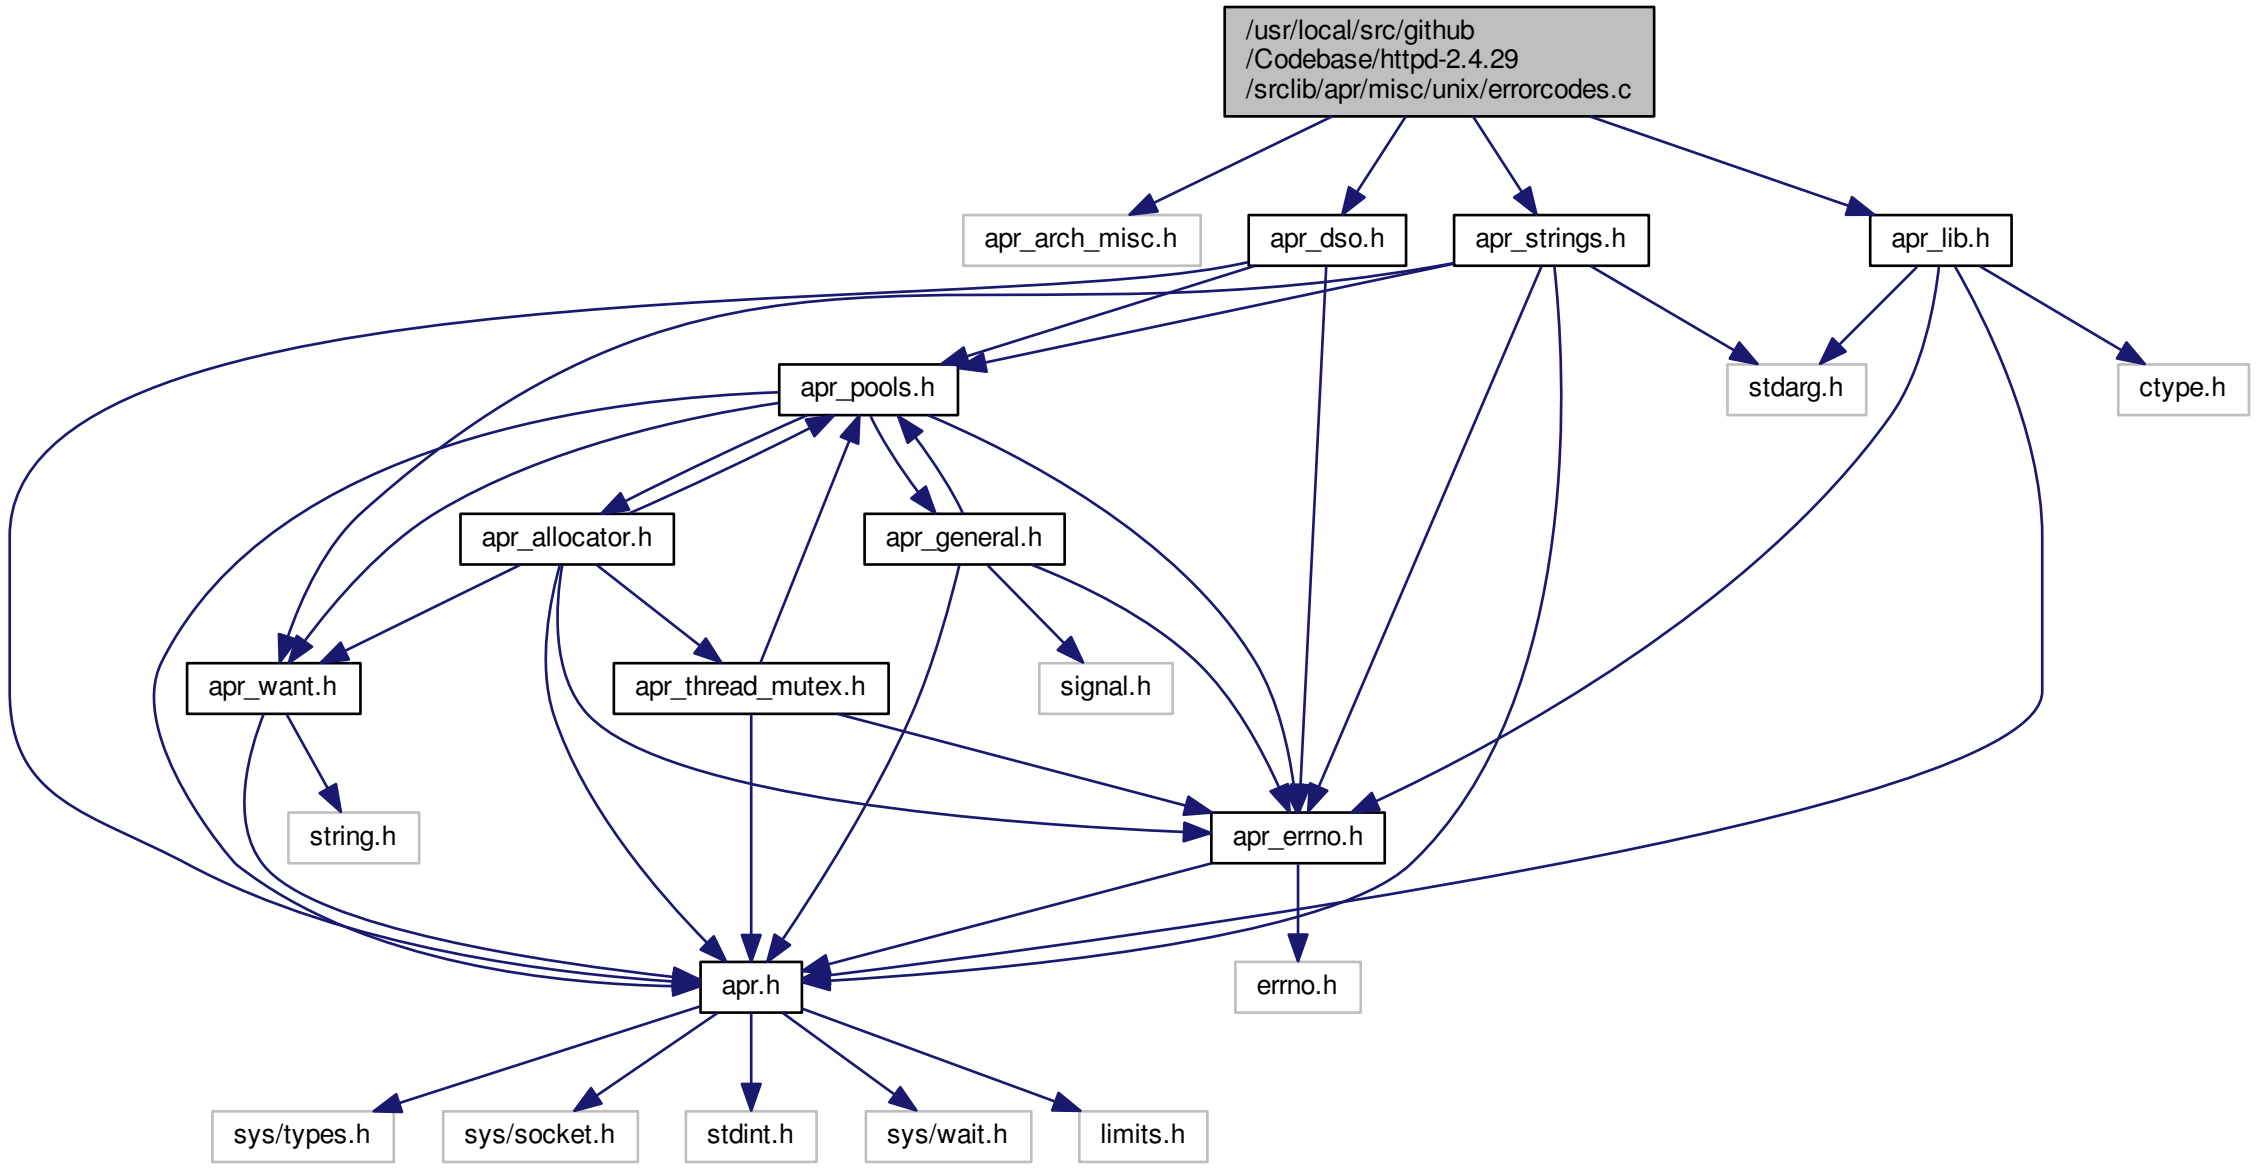 /usr/local/src/github
/Codebase/httpd-2.4.29
/srclib/apr/misc/unix/errorcodes.c
apr_arch_misc.h
apr_dso.h
apr_strings.h
apr_lib.h
apr_pools.h
stdarg.h
ctype.h
apr_allocator.h
apr_general.h
apr_want.h
apr_thread_mutex.h
signal.h
string.h
apr_errno.h
apr.h
errno.h
sys/types.h
sys/socket.h
stdint.h
sys/wait.h
limits.h